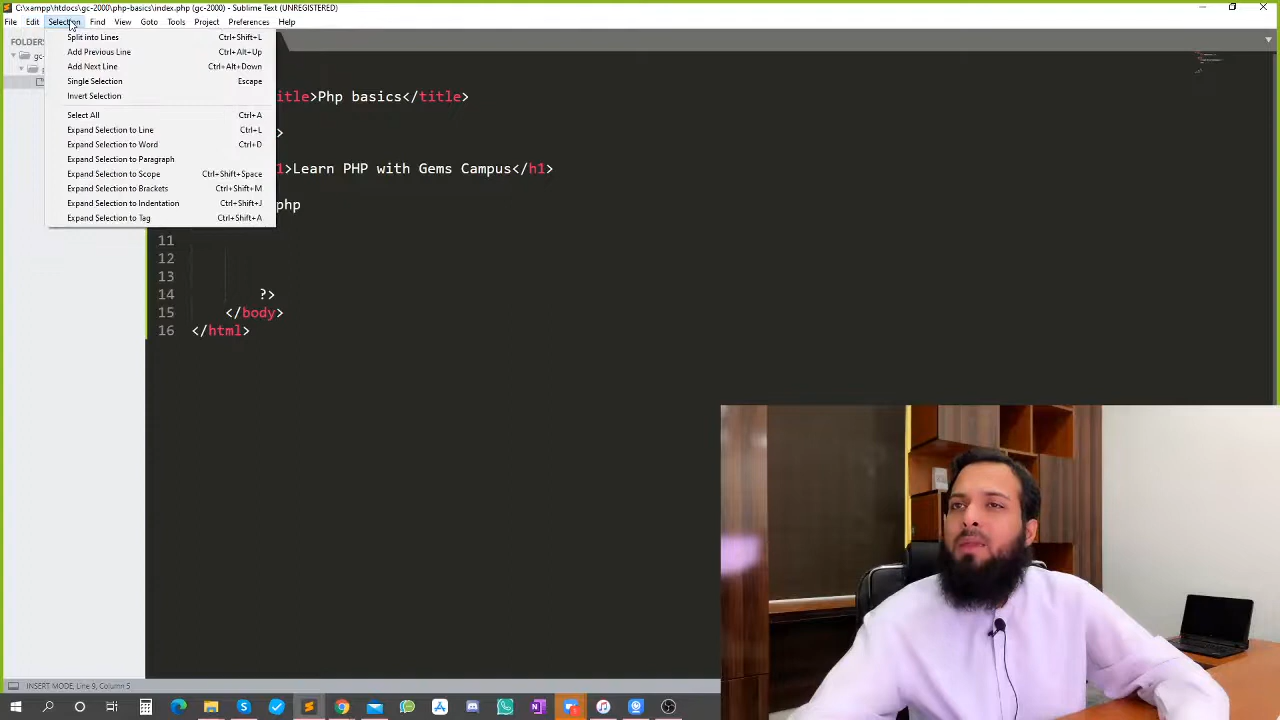 C:\xampp\htdocs\gc-2000\php-basics\index.php (gc-2000) - Sublime Text (UNREGISTERED)
File Edit Selection View Goto Tools Project Preferences Help
Find
FOLDERS
gc-
Split into Lines Ctrl+Shift+L
Add Previous Line Ctrl+Alt+Up
Add Next Line Ctrl+Alt+Down
Single Selection Escape
Invert Selection
Select All Ctrl+A
Expand Selection to Line Ctrl+L
Expand Selection to Word Ctrl+D
Expand Selection to Paragraph
Expand Selection to Scope Ctrl+Shift+Space
Expand Selection to Brackets Ctrl+Shift+M
Expand Selection to Indentation Ctrl+Shift+J
Expand Selection to Tag Ctrl+Shift+A
itle>Php basics</title>
>
1>Learn PHP with Gems Campus</h1>
php
11
12
13
14 ?>
15 </body>
16 </html>
INSERT MODE, Line 9, Column 5